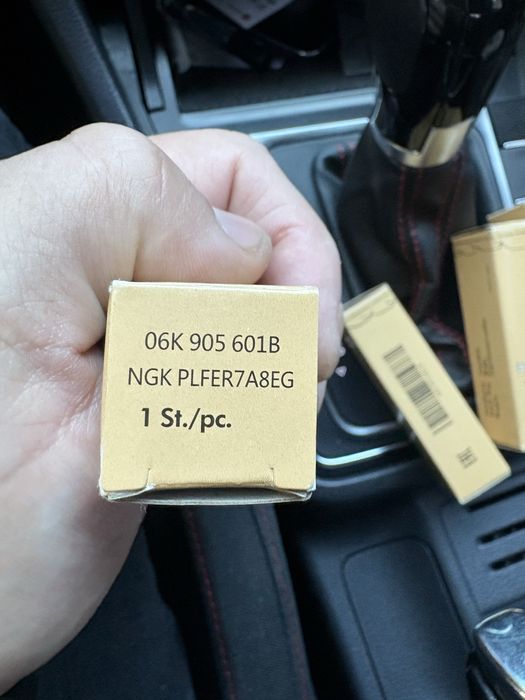 06K 905 601B
NGK PLFER7A8EG
1 St./pc.